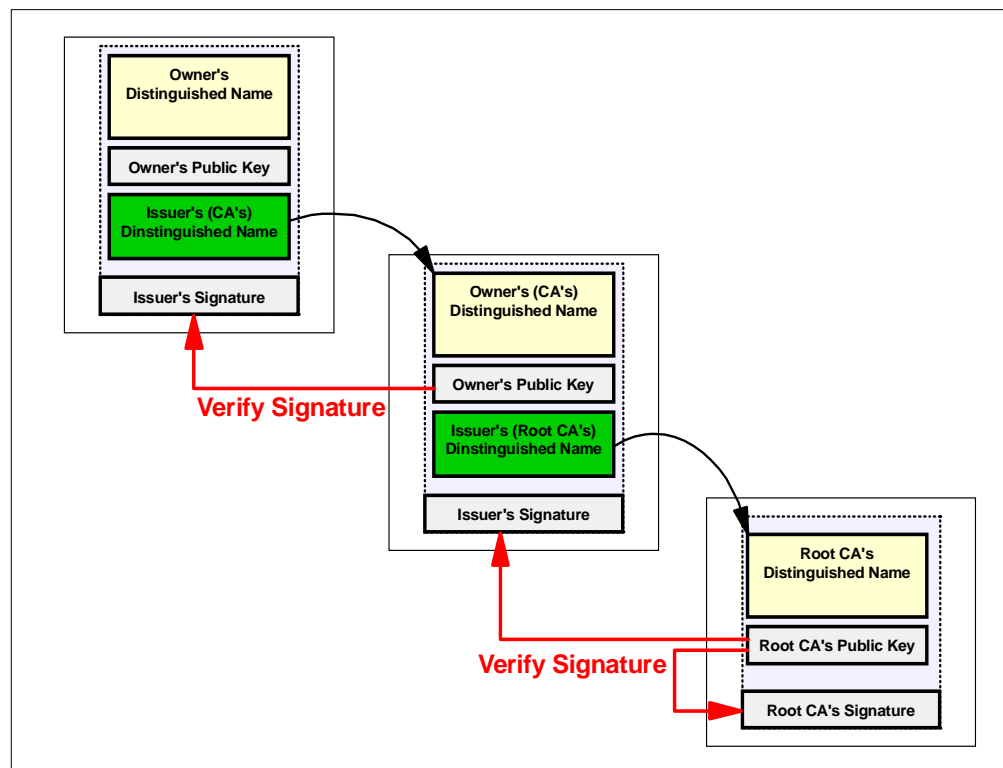 Owner's
Distinguished Name
Owner's Public Key
Issuer's (CA's)
Dinstinguished Name
Issuer's Signature
Verify Signature
Owner's (CA's)
Distinguished Name
Owner's Public Key
Issuer's (Root CA's)
Dinstinguished Name
Issuer's Signature
Verify Signature
Root CA's
Distinguished Name
Root CA's Public Key
Root CA's Signature